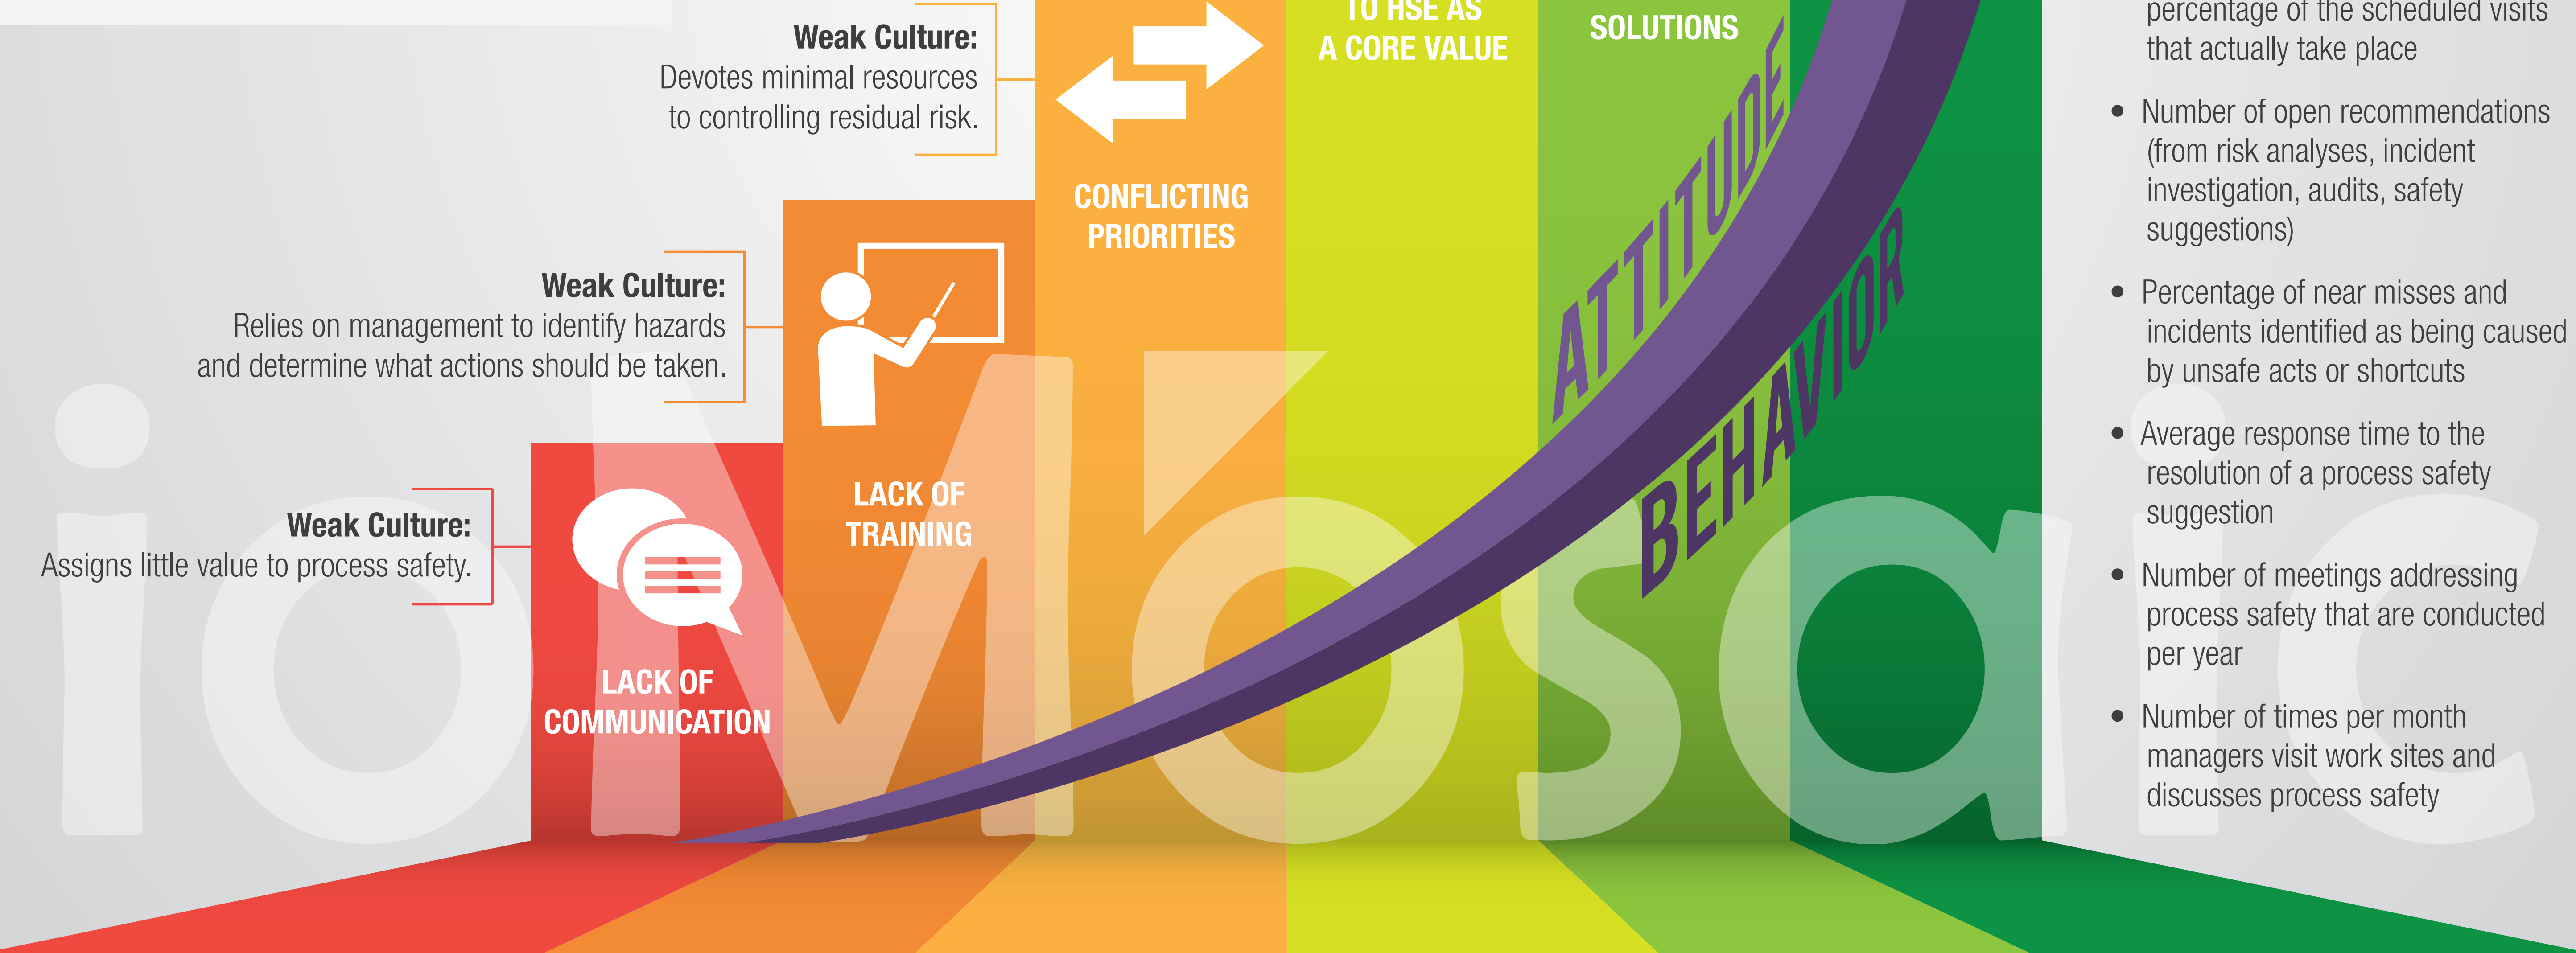 Weak Culture:
Devotes minimal resources
to controlling residual risk.
Weak Culture:
Relies on management to identify hazards
and determine what actions should be taken.
Weak Culture:
Assigns little value to process safety.
LACK OF
COMMUNICATION
LACK OF
TRAINING
CONFLICTING
PRIORITIES
TO HSE AS
A CORE VALUE
SOLUTIONS
ATTITUDE
BEHAVIOR
percentage of the scheduled visits
that actually take place
• Number of open recommendations
(from risk analyses, incident
investigation, audits, safety
suggestions)
• Percentage of near misses and
incidents identified as being caused
by unsafe acts or shortcuts
• Average response time to the
resolution of a process safety
suggestion
• Number of meetings addressing
process safety that are conducted
per year
• Number of times per month
managers visit work sites and
discusses process safety
ioMosaic